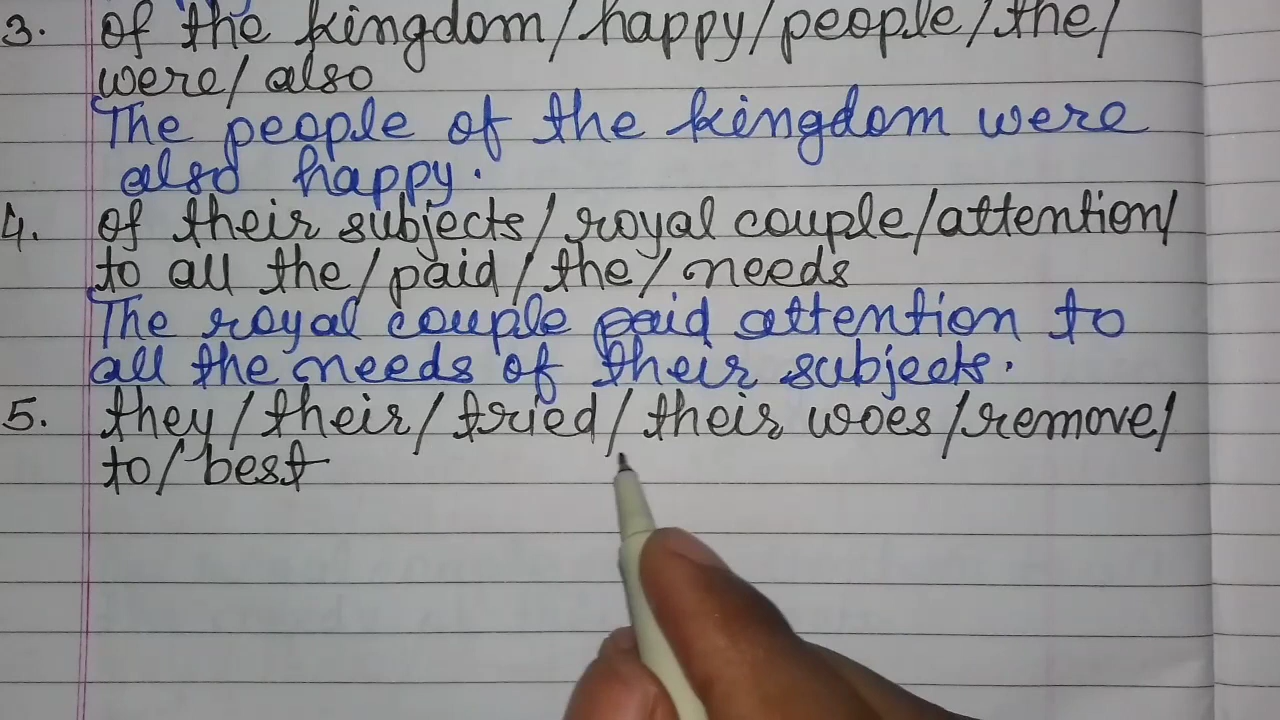 3. of the kingdom/happy/people/the/
were/also
The people of the kingdom were
also happy.
4. of their subjects/royal couple/attention/
to all the/paid/the/needs
The royal couple paid attention to
all the needs of their subjects.
5. they/their/tried/their woes/remove/
to/best